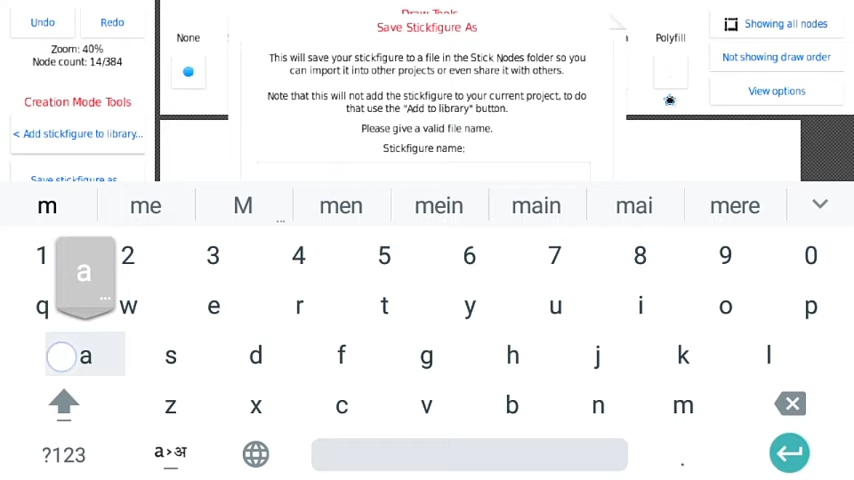 Undo Redo
Zoom: 40%
Node count: 14/384
Creation Mode Tools
< Add stickfigure to library...
Save stickfigure as
None
Draw Tools
Save Stickfigure As
This will save your stickfigure to a file in the Stick Nodes folder so you
can import it into other projects or even share it with others.
Note that this will not add the stickfigure to your current project, to do
that use the "Add to library" button.
Please give a valid file name.
Stickfigure name:
Polyfill
Showing all nodes
Not showing draw order
View options
m me M men mein main mai mere
1 2 3 4 5 6 7 8 9 0
a
q w e r t y u i o p
a s d f g h j k l
z x c v b n m
?123 a>अ .